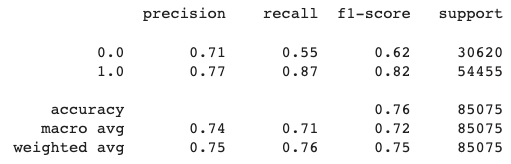 precision recall f1-score support
0.0 0.71 0.55 0.62 30620
1.0 0.77 0.87 0.82 54455
accuracy 0.76 85075
macro avg 0.74 0.71 0.72 85075
weighted avg 0.75 0.76 0.75 85075